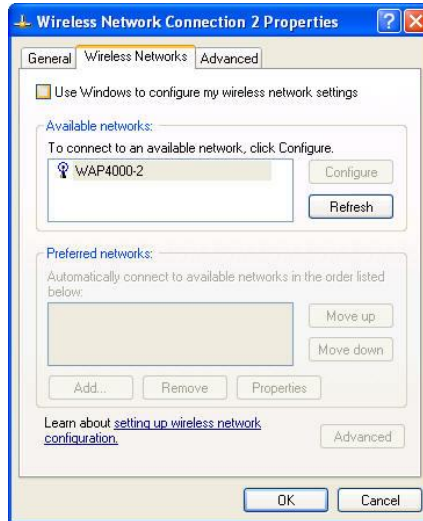 Wireless Network Connection 2 Properties
General Wireless Networks Advanced
Use Windows to configure my wireless network settings
Available networks:
To connect to an available network, click Configure.
WAP4000-2
Configure
Refresh
Preferred networks:
Automatically connect to available networks in the order listed
below:
Move up
Move down
Add... Remove Properties
Learn about setting up wireless network
configuration.
Advanced
OK Cancel